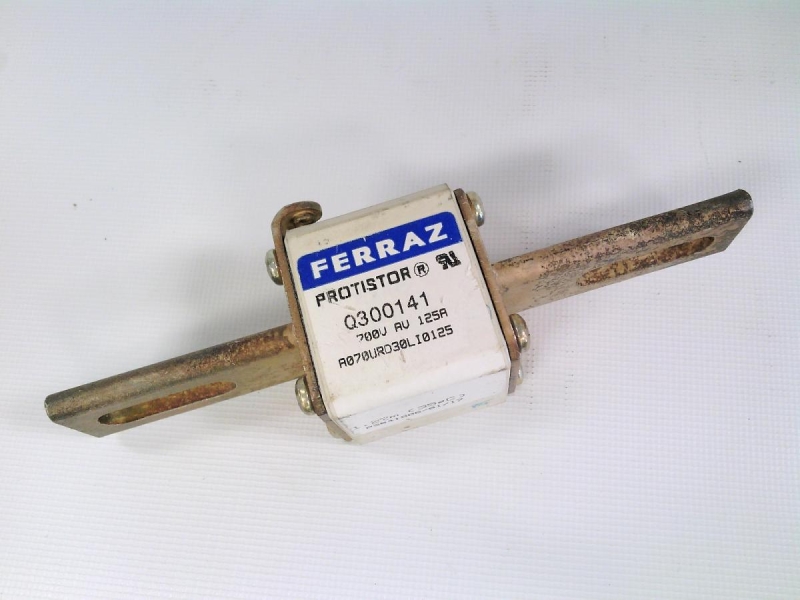 FERRAZ
PROTISTOR®
Q300141
700V AV 125A
A070URD30LI0125